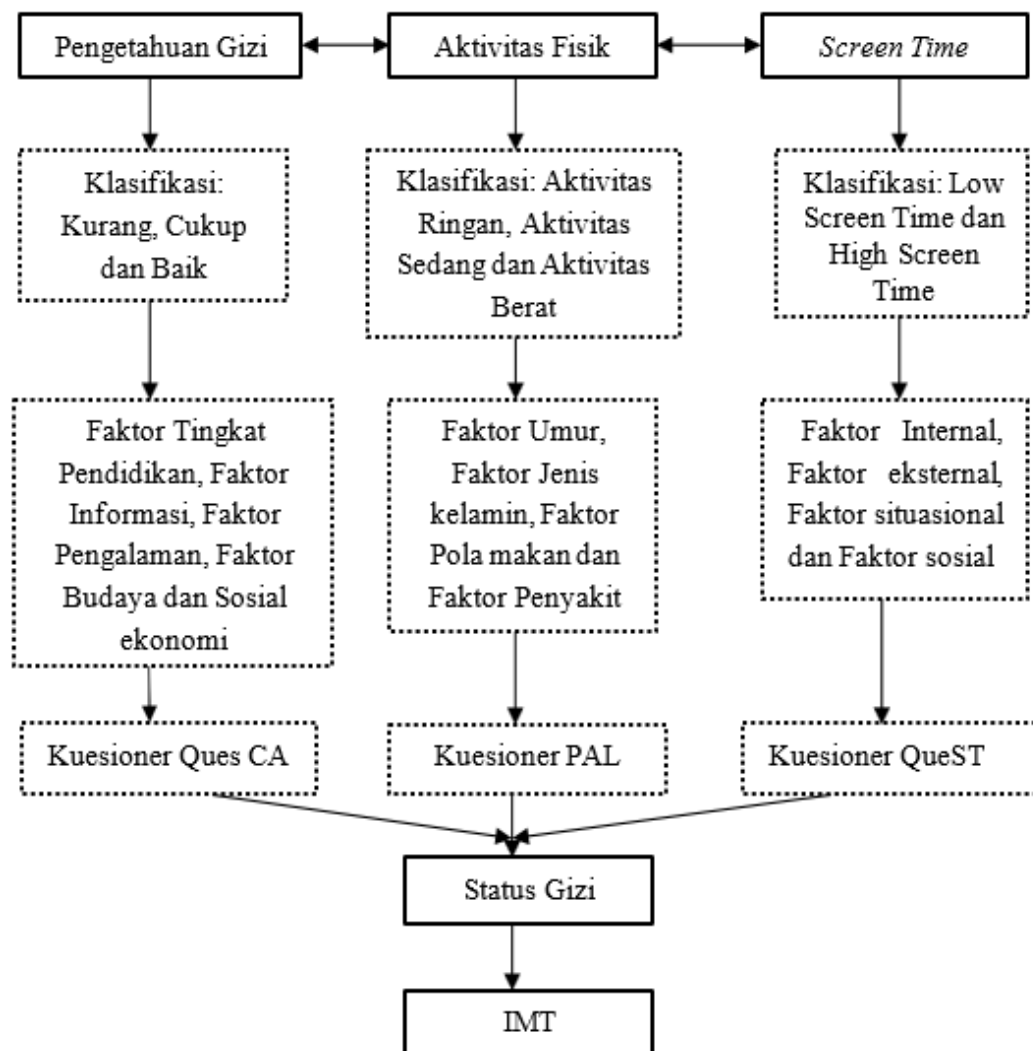 Pengetahuan Gizi
Aktivitas Fisik
Screen Time
Klasifikasi:
Kurang, Cukup
dan Baik
Klasifikasi: Aktivitas
Ringan, Aktivitas
Sedang dan Aktivitas
Berat
Klasifikasi: Low
Screen Time dan
High Screen
Time
Faktor Tingkat
Pendidikan, Faktor
Informasi, Faktor
Pengalaman, Faktor
Budaya dan Sosial
ekonomi
Faktor Umur,
Faktor Jenis
kelamin, Faktor
Pola makan dan
Faktor Penyakit
Faktor Internal,
Faktor eksternal,
Faktor situasional
dan Faktor sosial
Kuesioner Ques CA
Kuesioner PAL
Kuesioner QueST
Status Gizi
IMT